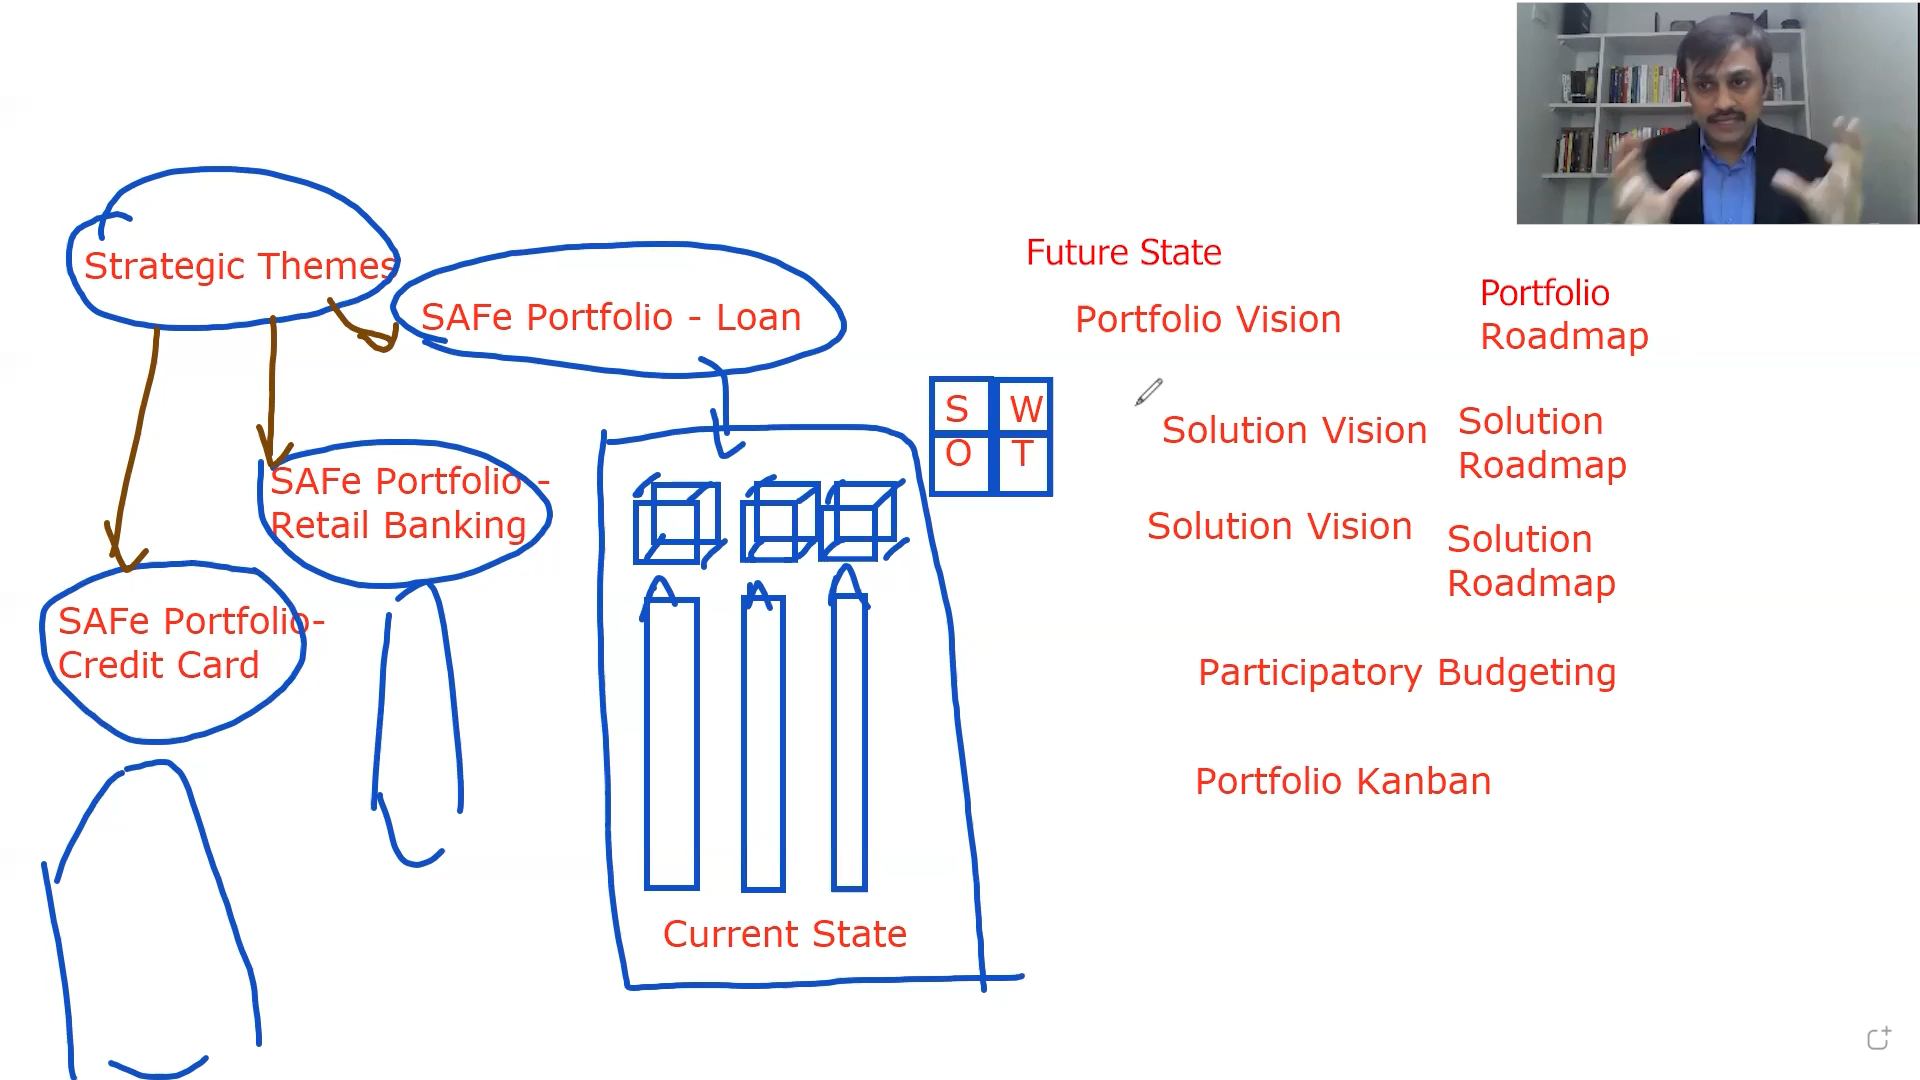 Strategic Themes
SAFe Portfolio - Loan
SAFe Portfolio -
Retail Banking
SAFe Portfolio-
Credit Card
Current State
S W
O T
Future State
Portfolio Vision
Portfolio
Roadmap
Solution Vision
Solution
Roadmap
Solution Vision
Solution
Roadmap
Participatory Budgeting
Portfolio Kanban